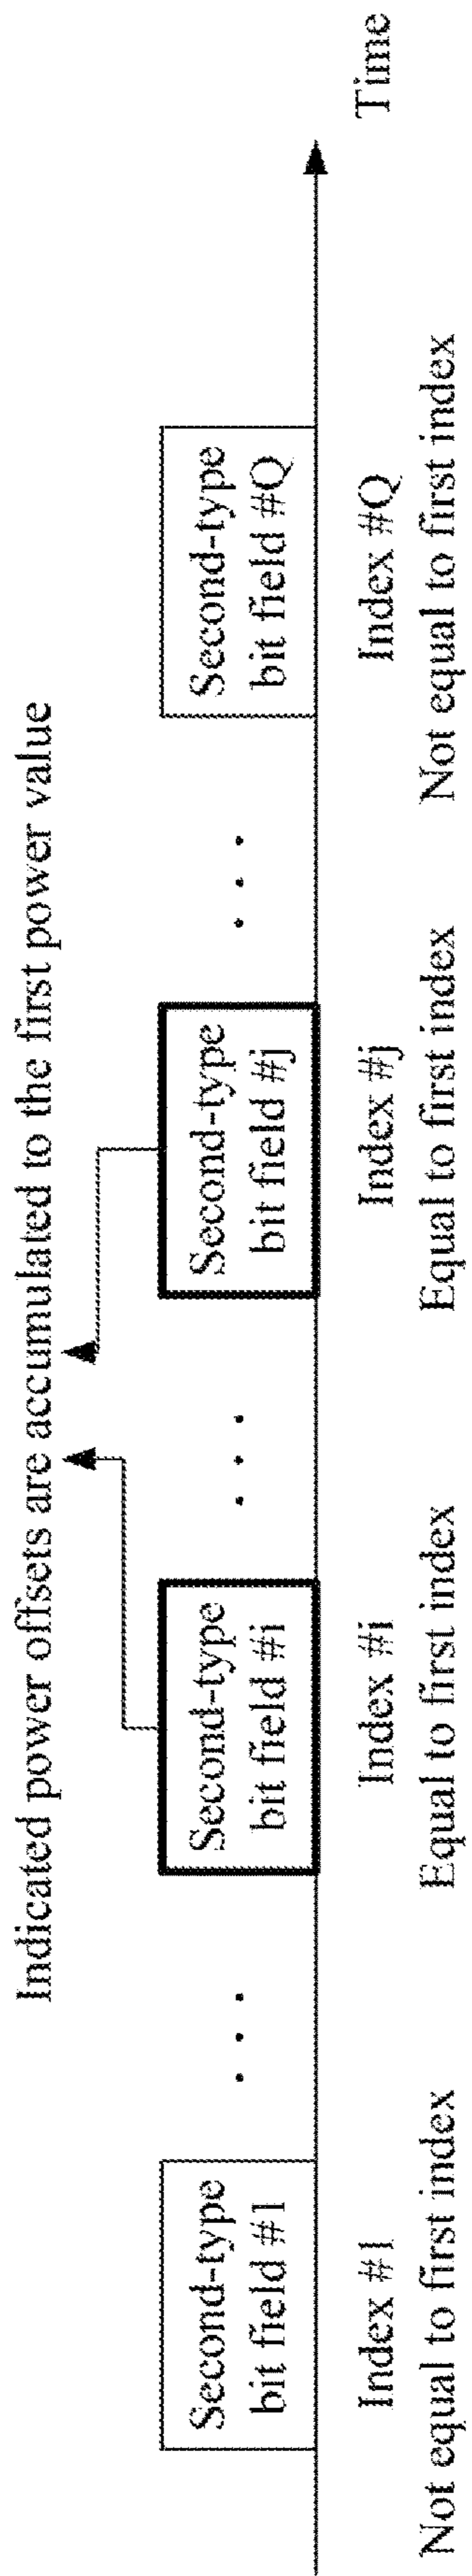 Indicated power offsets are accumulated to the first power value
Second-type
bit field #1
. . .
Second-type
bit field #i
. . .
Second-type
bit field #j
. . .
Second-type
bit field #Q
Time
Index #1
Not equal to first index
Index #i
Equal to first index
Index #j
Equal to first index
Index #Q
Not equal to first index